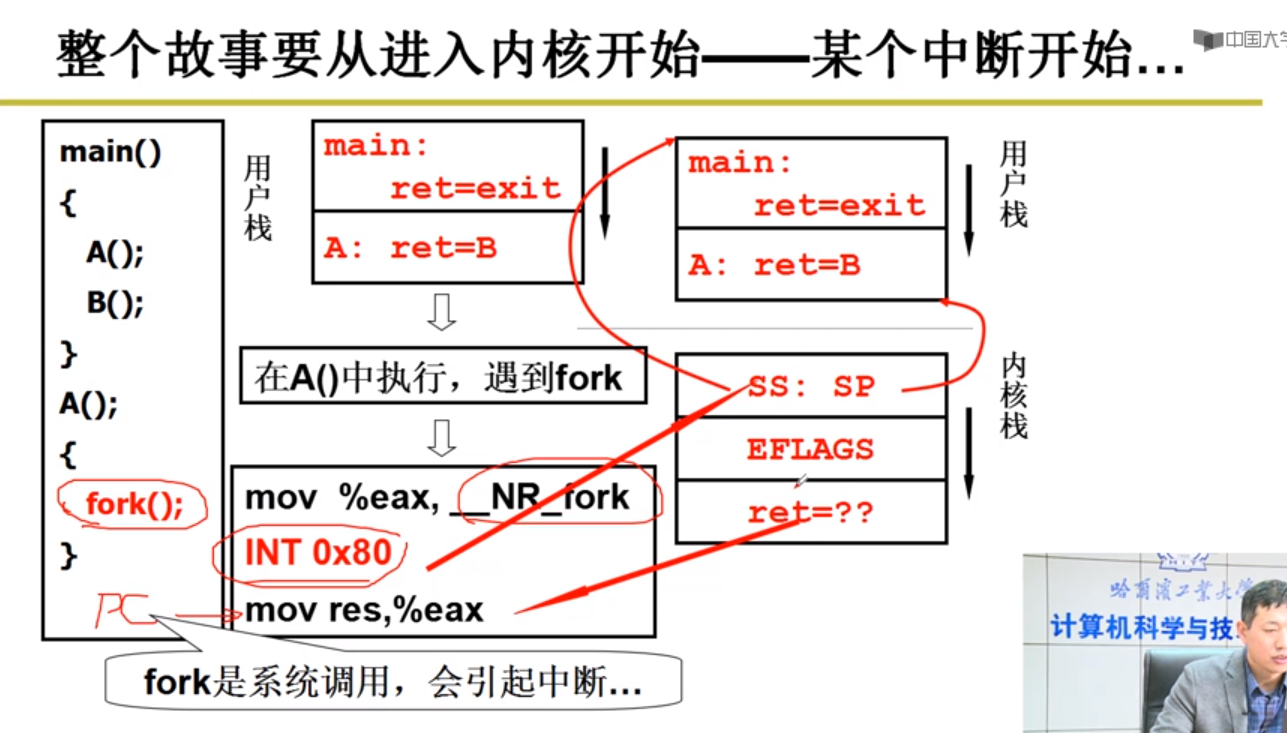 整个故事要从进入内核开始——某个中断开始...
中国大学
main()
{
A();
B();
}
A();
{
fork();
}
PC
用户栈
main:
ret=exit
A: ret=B
在A()中执行，遇到fork
mov %eax, __NR_fork
INT 0x80
mov res,%eax
fork是系统调用，会引起中断...
main:
ret=exit
A: ret=B
用户栈
SS: SP
EFLAGS
ret=??
内核栈
哈尔滨工业大学
计算机科学与技